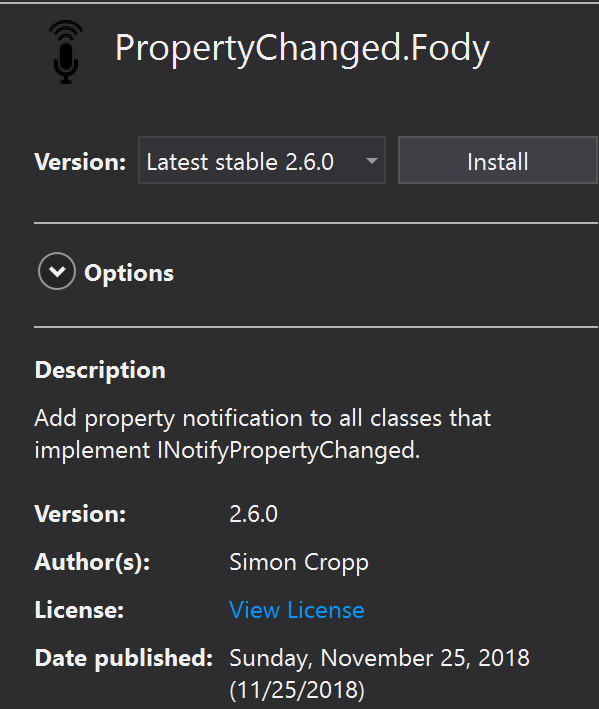 PropertyChanged.Fody
Version: Latest stable 2.6.0 Install
Options
Description
Add property notification to all classes that
implement INotifyPropertyChanged.
Version: 2.6.0
Author(s): Simon Cropp
License: View License
Date published: Sunday, November 25, 2018
(11/25/2018)